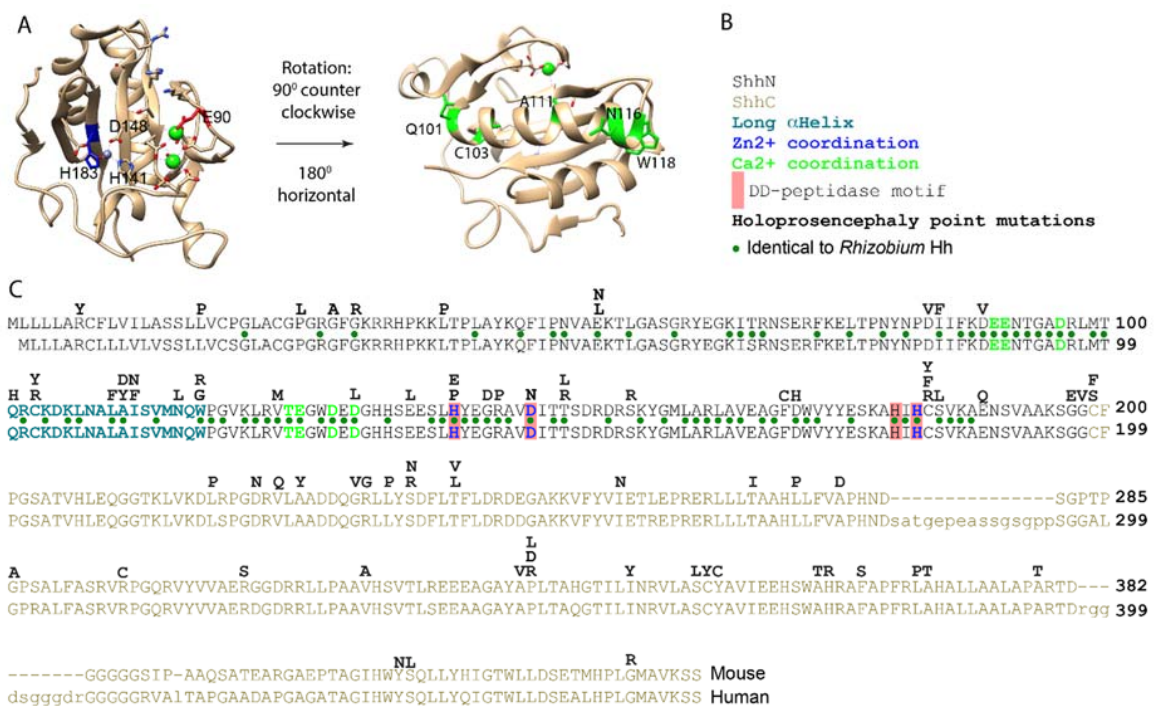 A
B
E90
D148
H183
H141
Rotation:
90⁰ counter
clockwise
180⁰
horizontal
Q101
C103
A111
N116
W118
ShhN
ShhC
Long αHelix
Zn2+ coordination
Ca2+ coordination
DD-peptidase motif
Holoprosencephaly point mutations
Identical to Rhizobium Hh
C
N
Y P L A R P L VF V
MLLLLARCFLVILASSLLVCPGLACGPGRGFGKRRHPKKLTPLAYKQFIPNVAEKTLGASGRYEGKITRNSERFKELTPNYNPDIIFKDEENTGADRLMT 100
MLLLARCLLLVLVSSLLVCSGLACGPGRGFGKRRHPKKLTPLAYKQFIPNVAEKTLGASGRYEGKISRNSERFKELTPNYNPDIIFKDEENTGADRLMT 99
Y
Y DN R E L F F
H R FYIF L G M L L P DP N R R CH RL Q EVS
QRCKDKLNALAISVMNQWPGVKLRVTEGWDEDGHHSEESLHYEGRAVDITTSDRDRSKYGMLARLAVEAGFDWVYYESKAHIHCSVKAENSVAAKSGGCF 200
QRCKDKLNALAISVMNQWPGVKLRVTEGWDEDGHHSEESLHYEGRAVDITTSDRDRSKYGMLARLAVEAGFDWVYYESKAHIHCSVKAENSVAAKSGGCF 199
N V
P N Q Y VG P R L N I P D
PGSATVHLEQGGTKLVKDLRPGDRVLAADDQGRLLYSDFLTFLDRDEGAKKVFYVIETLEPRERLLLTAAHLLFVAPHND---------------SGPTP 285
PGSATVHLEQGGTKLVKDLSPGDRVLAADDQGRLLYSDFLTFLDRDDGAKKVFYVIETREPRERLLLTAAHLLFVAPHNDsatgepeassgsgppSGGAL 299
L
D
A C S A VR Y LYC TR F PT T
GPSALFASRVRPGQRVYVVAERGGDRRLLPAAVHSVTLREEEAGAYAPLTAHGTILINRVLASCYAVIEEHSWAHRAFAPFRLAHALLAALAPARTD--- 382
GPRALFASRVRPGQRVYVVAERDGDRRLLPAAVHSVTLSEEAAGAYAPLTAQGTILINRVLASCYAVIEEHSWAHRAFAPFRLAHALLAALAPARTDrgg 399
NL R
-------GGGGGSIP-AAQSATEARGAEPTAGIHWYSQLLYHIGTWLLDSETMHPLGMAVKSS Mouse
dsgggdrGGGGGRVAlTAPGAADAPGAGATAGIHWYSQLLYQIGTWLLDSEALHPLGMAVKSS Human